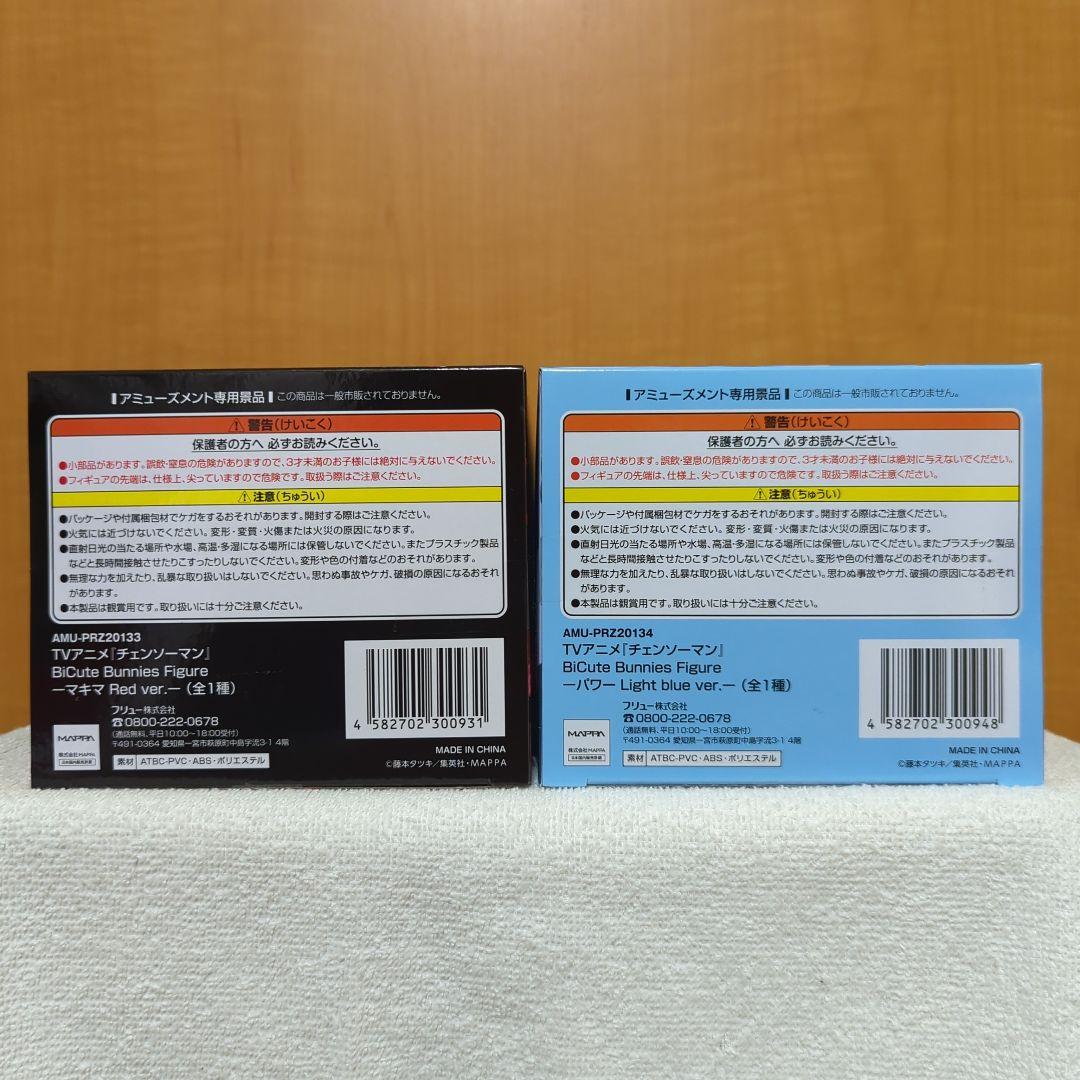 アミューズメント専用景品 この商品は一般市販されておりません。
警告(けいこく)
保護者の方へ 必ずお読みください。
●小部品があります。誤飲・窒息の危険がありますので、3才未満のお子様には絶対に与えないでください。
●フィギュアの先端は、仕様上、尖っていますので危険です。取扱う際はご注意ください。
注意(ちゅうい)
●パッケージや付属梱包材でケガをするおそれがあります。開封する際はご注意ください。
●火気には近づけないでください。変形・変質・火傷または火災の原因になります。
●直射日光の当たる場所や水場、高温・多湿になる場所には保管しないでください。またプラスチック製品
などと長時間接触させたりこすったりしないでください。変形や色の付着などのおそれがあります。
●無理な力を加えたり、乱暴な取り扱いはしないでください。思わぬ事故やケガ、破損の原因になるおそれ
があります。
●本製品は観賞用です。取り扱いには十分ご注意ください。
AMU-PRZ20133
TVアニメ『チェンソーマン』
BiCute Bunnies Figure
ーマキマ Red ver.ー (全1種)
フリュー株式会社
☎0800-222-0678
(通話無料、平日10:00〜18:00受付)
〒491-0364 愛知県一宮市萩原町中島字流3-1 4階
MAPPA
株式会社MAPPA
日本国内販売許諾
素材 ATBC-PVC・ABS・ポリエステル
4 582702 300931
MADE IN CHINA
©藤本タツキ/集英社・MAPPA
アミューズメント専用景品 この商品は一般市販されておりません。
警告(けいこく)
保護者の方へ 必ずお読みください。
●小部品があります。誤飲・窒息の危険がありますので、3才未満のお子様には絶対に与えないでください。
●フィギュアの先端は、仕様上、尖っていますので危険です。取扱う際はご注意ください。
注意(ちゅうい)
●パッケージや付属梱包材でケガをするおそれがあります。開封する際はご注意ください。
●火気には近づけないでください。変形・変質・火傷または火災の原因になります。
●直射日光の当たる場所や水場、高温・多湿になる場所には保管しないでください。またプラスチック製品
などと長時間接触させたりこすったりしないでください。変形や色の付着などのおそれがあります。
●無理な力を加えたり、乱暴な取り扱いはしないでください。思わぬ事故やケガ、破損の原因になるおそれ
があります。
●本製品は観賞用です。取り扱いには十分ご注意ください。
AMU-PRZ20134
TVアニメ『チェンソーマン』
BiCute Bunnies Figure
ーパワー Light blue ver.ー (全1種)
フリュー株式会社
☎0800-222-0678
(通話無料、平日10:00〜18:00受付)
〒491-0364 愛知県一宮市萩原町中島字流3-1 4階
MAPPA
株式会社MAPPA
日本国内販売許諾
素材 ATBC-PVC・ABS・ポリエステル
4 582702 300948
MADE IN CHINA
©藤本タツキ/集英社・MAPPA